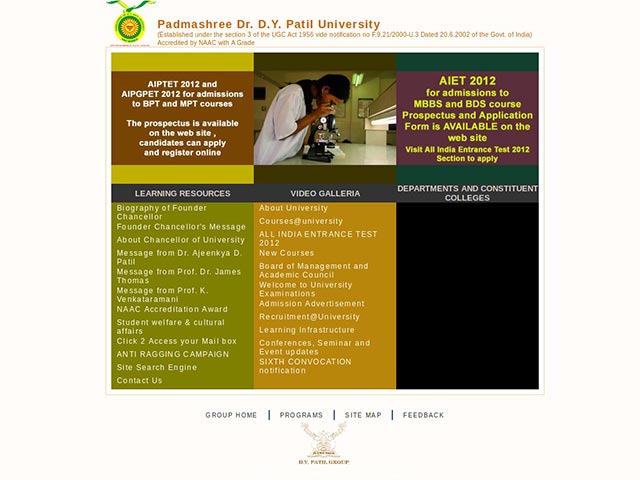 Padmashree Dr. D.Y. Patil University
(Established under the section 3 of the UGC Act 1956 vide notification no F.9.21/2000-U.3 Dated 20.6.2002 of the Govt. of India)
Accredited by NAAC with A Grade
AIPTET 2012 and
AIPGPET 2012 for admissions
to BPT and MPT courses
The prospectus is available
on the web site ,
candidates can apply
and register online
AIET 2012
for admissions to
MBBS and BDS course
Prospectus and Application
Form is AVAILABLE on the
web site
Visit All India Entrance Test 2012
Section to apply
LEARNING RESOURCES
Biography of Founder
Chancellor
Founder Chancellor's Message
About Chancellor of University
Message from Dr. Ajeenkya D.
Patil
Message from Prof. Dr. James
Thomas
Message from Prof. K.
Venkataramani
NAAC Accreditation Award
Student welfare & cultural
affairs
Click 2 Access your Mail box
ANTI RAGGING CAMPAIGN
Site Search Engine
Contact Us
VIDEO GALLERIA
About University
Courses@university
ALL INDIA ENTRANCE TEST
2012
New Courses
Board of Management and
Academic Council
Welcome to University
Examinations
Admission Advertisement
Recruitment@University
Learning Infrastructure
Conferences, Seminar and
Event updates
SIXTH CONVOCATION
notification
DEPARTMENTS AND CONSTITUENT
COLLEGES
GROUP HOME | PROGRAMS | SITE MAP | FEEDBACK
D.Y. PATIL GROUP